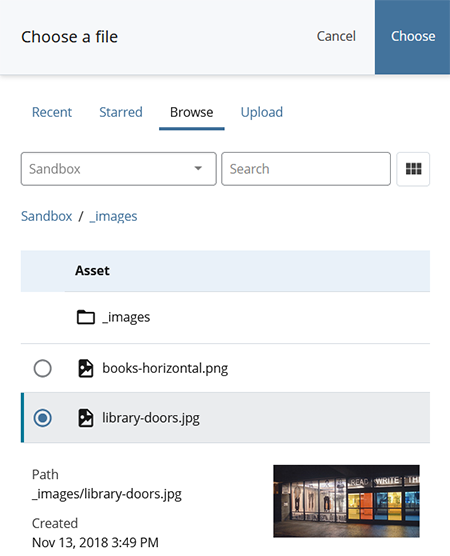 Choose a file
Cancel
Choose
Recent
Starred
Browse
Upload
Sandbox
Search
Sandbox / _images
Asset
_images
books-horizontal.png
library-doors.jpg
Path
_images/library-doors.jpg
READ WRITE TH
Created
Nov 13, 2018 3:49 PM